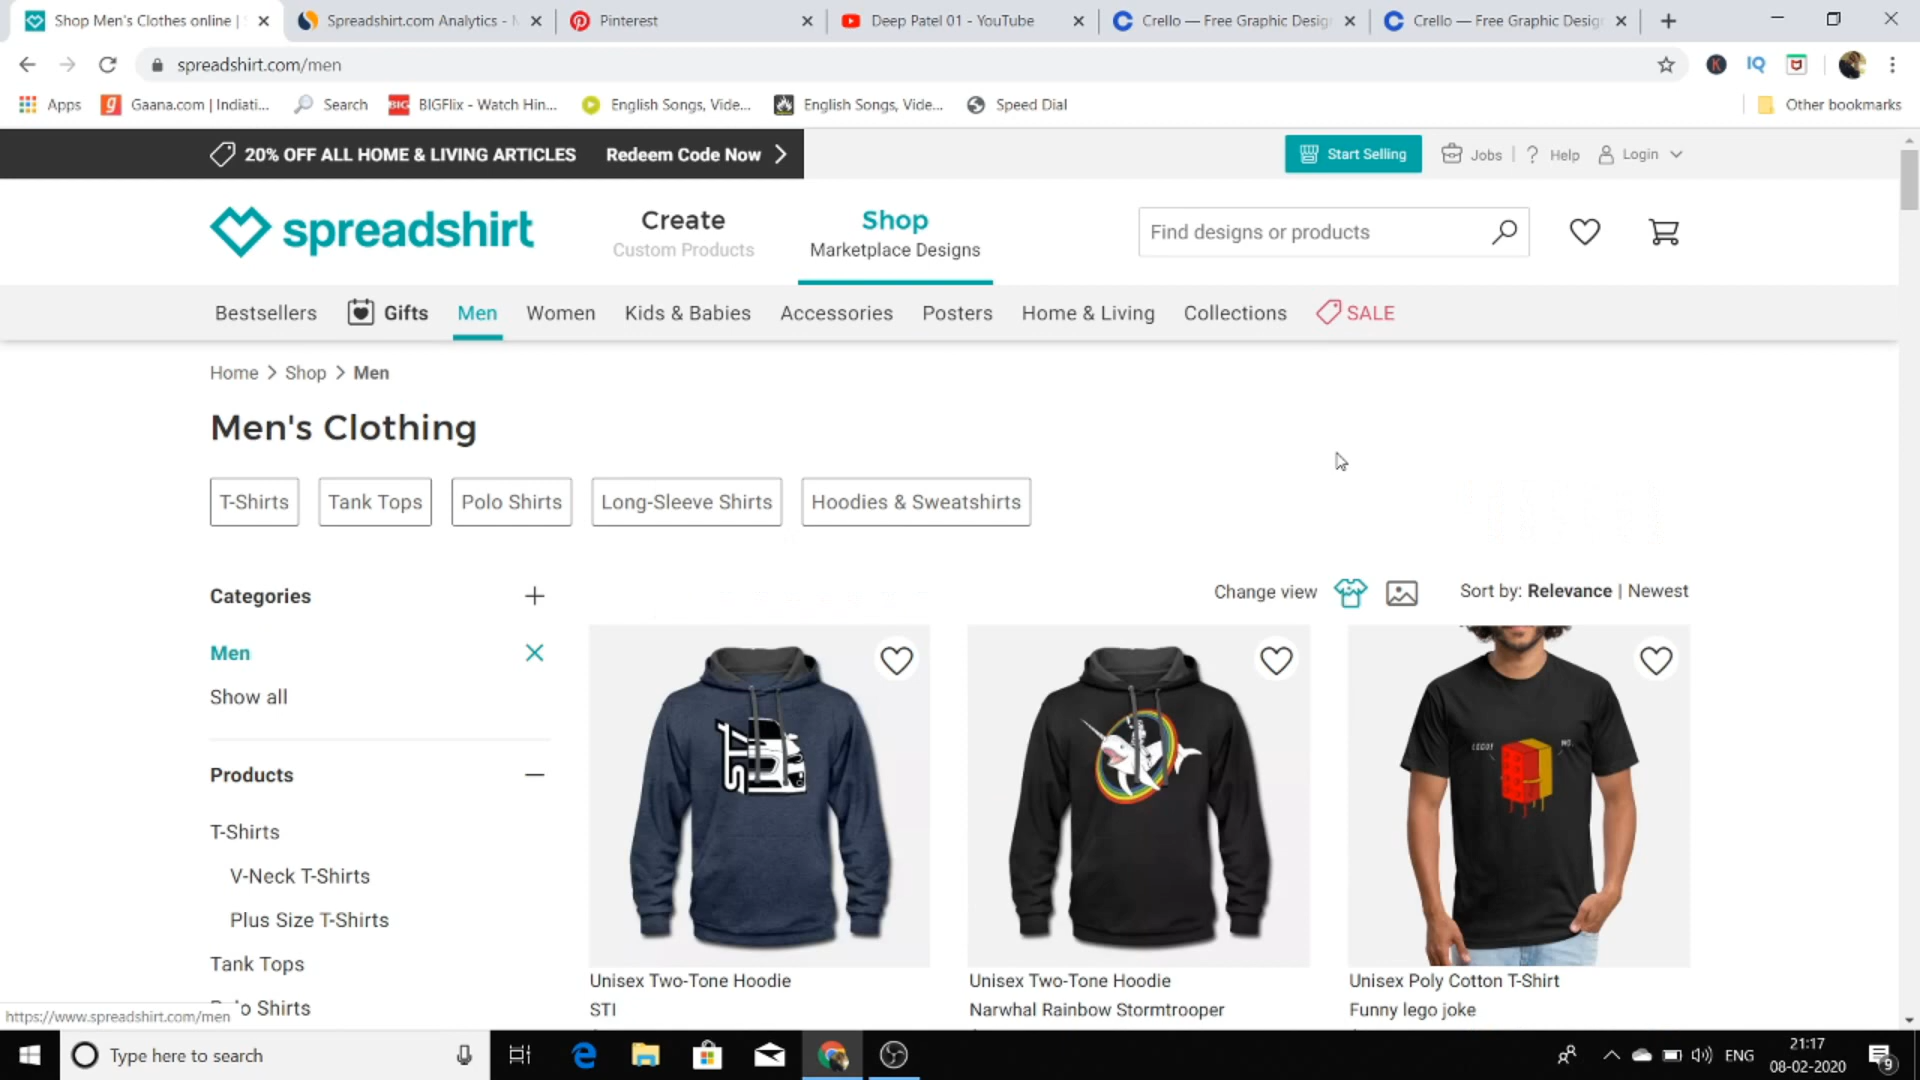 Shop Men's Clothes online |
Spreadshirt.com Analytics -
Pinterest
Deep Patel 01 - YouTube
Crello — Free Graphic Desig
Crello — Free Graphic Desig
spreadshirt.com/men
K
IQ
Apps
g
Gaana.com | Indiati...
Search
BIG
BIGFlix - Watch Hin...
English Songs, Vide...
English Songs, Vide...
Speed Dial
Other bookmarks
20% OFF ALL HOME & LIVING ARTICLES Redeem Code Now
Start Selling
Jobs | ? Help
Login
spreadshirt
Create
Custom Products
Shop
Marketplace Designs
Find designs or products
Bestsellers Gifts Men Women Kids & Babies Accessories Posters Home & Living Collections SALE
Home > Shop > Men
Men's Clothing
T-Shirts
Tank Tops
Polo Shirts
Long-Sleeve Shirts
Hoodies & Sweatshirts
Categories
Change view
Sort by: Relevance | Newest
Men
Show all
Products
T-Shirts
V-Neck T-Shirts
Plus Size T-Shirts
Tank Tops
o Shirts
STI
LEGGO!
NO.
Unisex Two-Tone Hoodie
STI
Unisex Two-Tone Hoodie
Narwhal Rainbow Stormtrooper
Unisex Poly Cotton T-Shirt
Funny lego joke
https://www.spreadshirt.com/men
Type here to search
ENG
21:17
08-02-2020
9